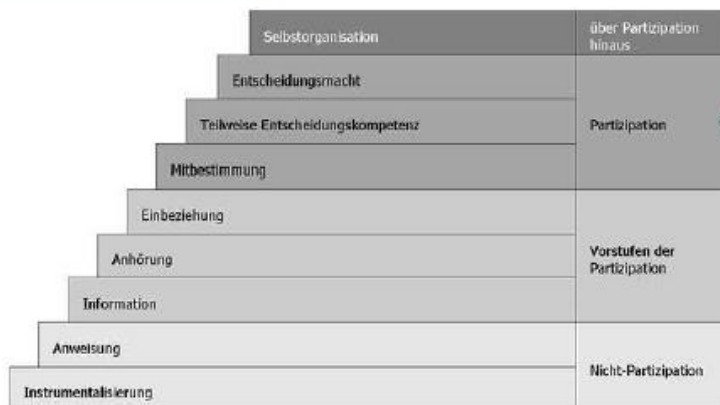 Selbstorganisation
über Partizipation
hinaus
Entscheidungsmacht
Teilweise Entscheidungskompetenz
Partizipation
Mitbestimmung
Einbeziehung
Anhörung
Vorstufen der
Partizipation
Information
Anweisung
Nicht-Partizipation
Instrumentalisierung